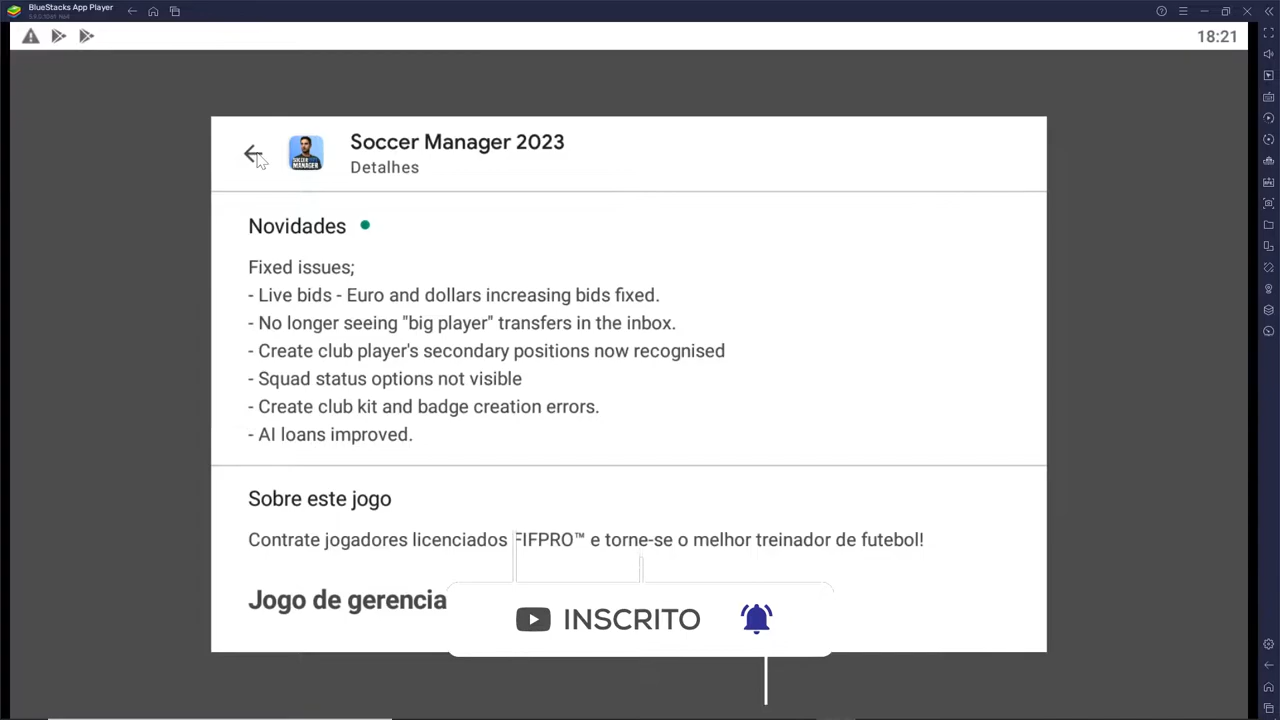 BlueStacks App Player
18:21
Soccer Manager 2023
Detalhes
Novidades
Fixed issues;
- Live bids - Euro and dollars increasing bids fixed.
- No longer seeing "big player" transfers in the inbox.
- Create club player's secondary positions now recognised
- Squad status options not visible
- Create club kit and badge creation errors.
- AI loans improved.
Sobre este jogo
Contrate jogadores licenciados FIFPRO™ e torne-se o melhor treinador de futebol!
Jogo de gerencia
INSCRITO